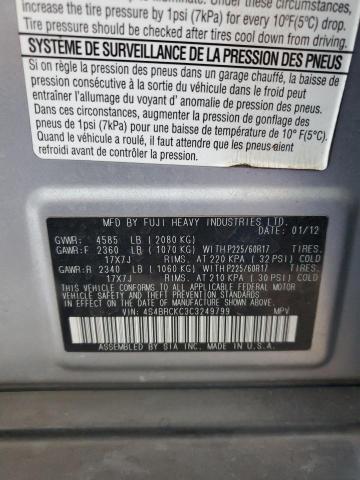 increase the tire pressure by 1psi (7kPa) for every 10°F(5°C) drop.
Tire pressure should be checked after tires cool down from driving.
SYSTÈME DE SURVEILLANCE DE LA PRESSION DES PNEUS
Si on règle la pression des pneus dans un garage chauffé, la baisse de
pression consécutive à la sortie du véhicule dans le froid peut
entraîner l'allumage du voyant d' anomalie de pression des pneus.
Dans ce cas, augmenter la pression de gonflage des pneus
de 1psi (7kPa) pour une baisse de température de 10° F(5°C).
Quand le véhicule a roulé, il faut attendre que les pneus aient
refroidi avant de contrôler la pression.
MFD BY FUJI HEAVY INDUSTRIES LTD.
DATE: 01/12
GVWR: 4585 LB (2080 KG)
GAWR:F 2360 LB (1070 KG) WITH P225/60R17 TIRES.
17X7J RIMS. AT 220 KPA (32 PSI) COLD
GAWR:R 2340 LB (1060 KG) WITH P225/60R17 TIRES.
17X7J RIMS. AT 210 KPA (30 PSI) COLD
THIS VEHICLE CONFORMS TO ALL APPLICABLE FEDERAL MOTOR
VEHICLE SAFETY AND THEFT PREVENTION STANDARDS IN EFFECT
ON THE DATE OF MANUFACTURE SHOWN ABOVE.
VIN: 4S4BRCKC3C3249799 MPV
ASSEMBLED BY SIA INC. MADE IN U.S.A.